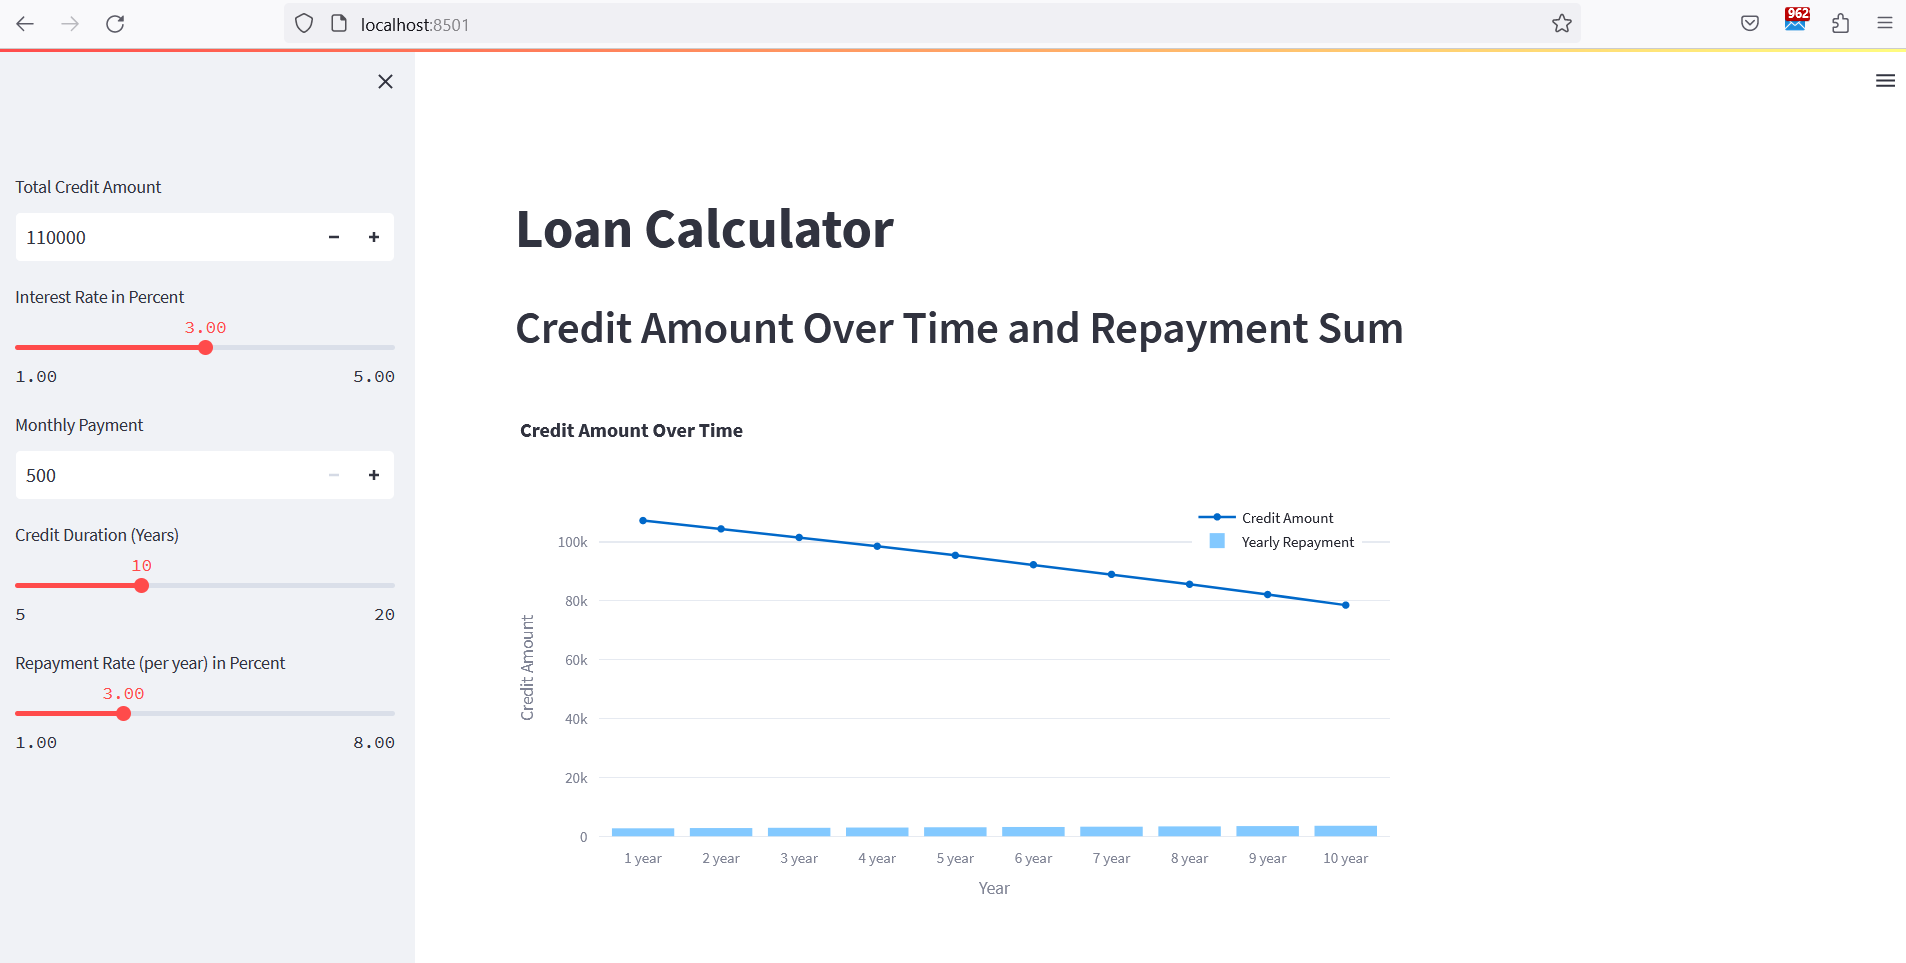 localhost:8501
962
Total Credit Amount
110000
Interest Rate in Percent
3.00
1.00 5.00
Monthly Payment
500
Credit Duration (Years)
10
5 20
Repayment Rate (per year) in Percent
3.00
1.00 8.00
Loan Calculator
Credit Amount Over Time and Repayment Sum
Credit Amount Over Time
Credit Amount
Yearly Repayment
100k
80k
60k
40k
20k
0
Credit Amount
1 year 2 year 3 year 4 year 5 year 6 year 7 year 8 year 9 year 10 year
Year